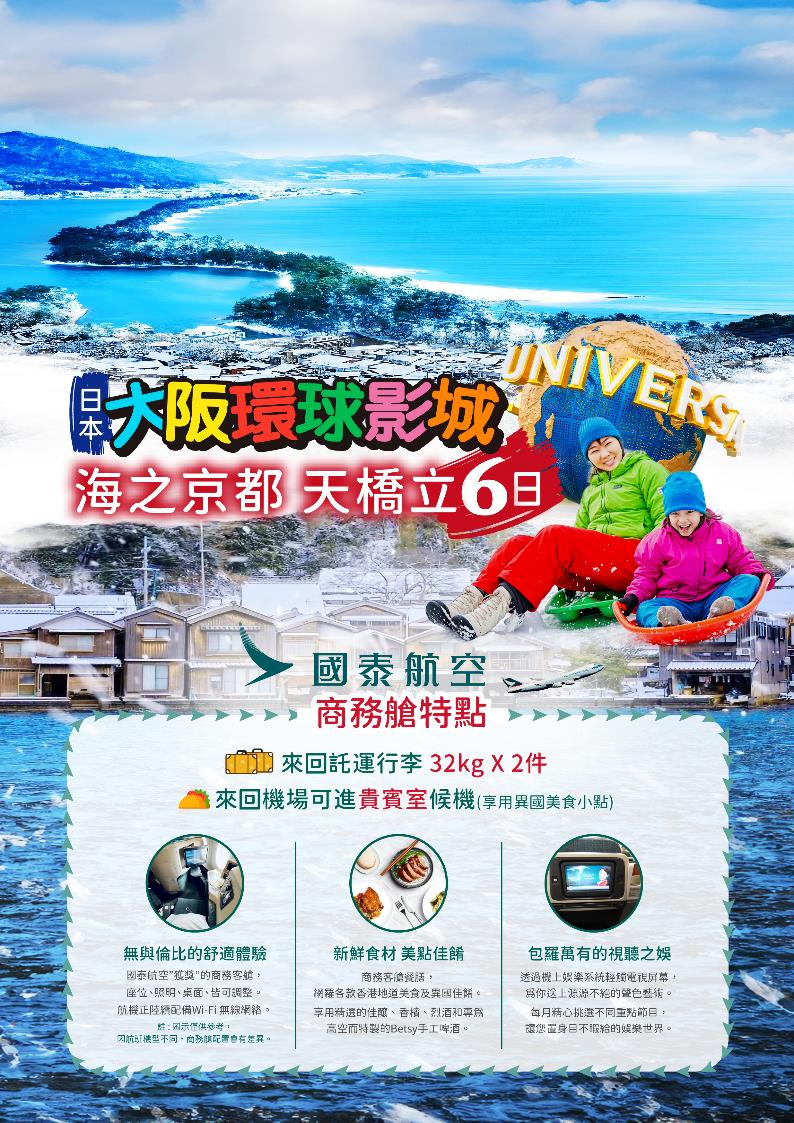 UNIVERSA
日本
大阪環球影城
海之京都 天橋立6日
國泰航空
商務艙特點
來回託運行李 32kg X 2件
來回機場可進貴賓室候機(享用異國美食小點)
無與倫比的舒適體驗
國泰航空"獲獎"的商務客艙，
座位、照明、桌面、皆可調整。
航機正陸續配備Wi-Fi 無線網絡。
註：圖示僅供參考，
因航班機型不同，商務艙配置會有差異。
新鮮食材 美點佳餚
商務客艙餐膳，
網羅各款香港地道美食及異國佳餚。
享用精選的佳釀、香檳、烈酒和專為
高空而特製的Betsy手工啤酒。
包羅萬有的視聽之娛
透過機上娛樂系統輕觸電視屏幕，
為你送上源源不絕的聲色藝術。
每月精心挑選不同重點節目，
讓您置身目不暇給的娛樂世界。